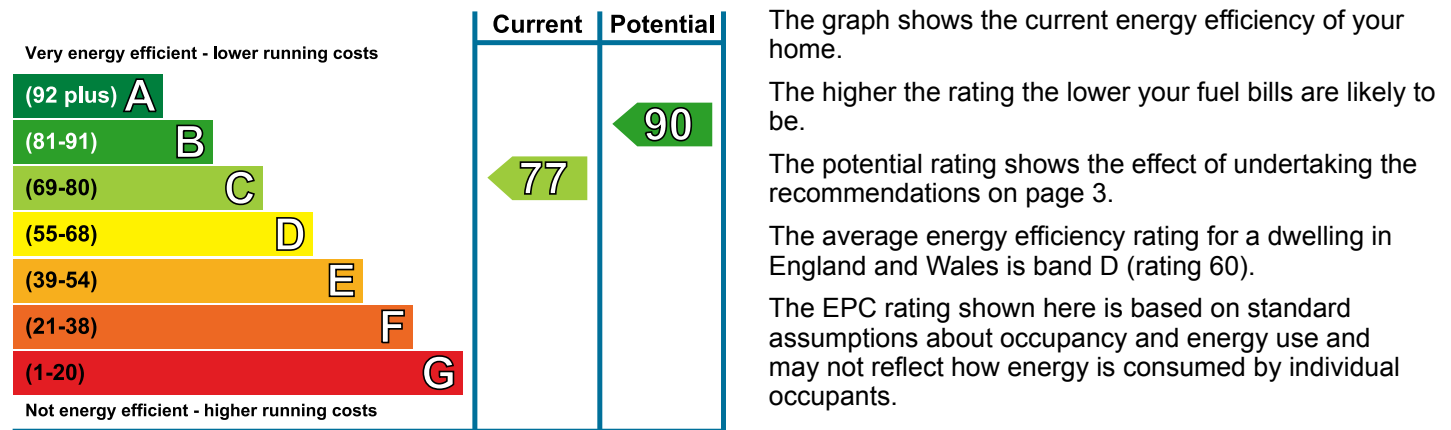 Current Potential
Very energy efficient - lower running costs
(92 plus) A
(81-91) B
(69-80) C
(55-68) D
(39-54) E
(21-38) F
(1-20) G
Not energy efficient - higher running costs
77
90
The graph shows the current energy efficiency of your
home.
The higher the rating the lower your fuel bills are likely to
be.
The potential rating shows the effect of undertaking the
recommendations on page 3.
The average energy efficiency rating for a dwelling in
England and Wales is band D (rating 60).
The EPC rating shown here is based on standard
assumptions about occupancy and energy use and
may not reflect how energy is consumed by individual
occupants.